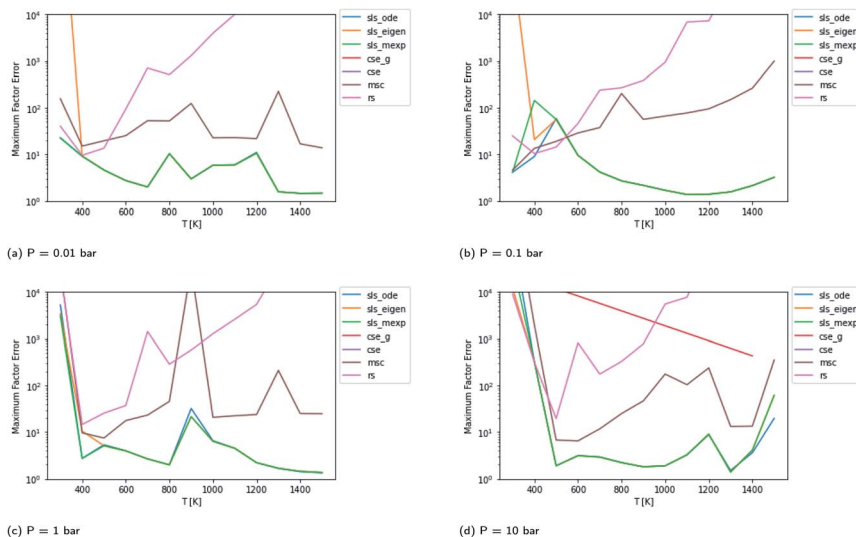 10⁴
10³
10²
10¹
10⁰
Maximum Factor Error
400 600 800 1000 1200 1400
T [K]
sls_ode
sls_eigen
sls_mexp
cse_g
cse
msc
rs
(a) P = 0.01 bar
10⁴
10³
10²
10¹
10⁰
Maximum Factor Error
400 600 800 1000 1200 1400
T [K]
sls_ode
sls_eigen
sls_mexp
cse_g
cse
msc
rs
(b) P = 0.1 bar
10⁴
10³
10²
10¹
10⁰
Maximum Factor Error
400 600 800 1000 1200 1400
T [K]
sls_ode
sls_eigen
sls_mexp
cse_g
cse
msc
rs
(c) P = 1 bar
10⁴
10³
10²
10¹
10⁰
Maximum Factor Error
400 600 800 1000 1200 1400
T [K]
sls_ode
sls_eigen
sls_mexp
cse_g
cse
msc
rs
(d) P = 10 bar